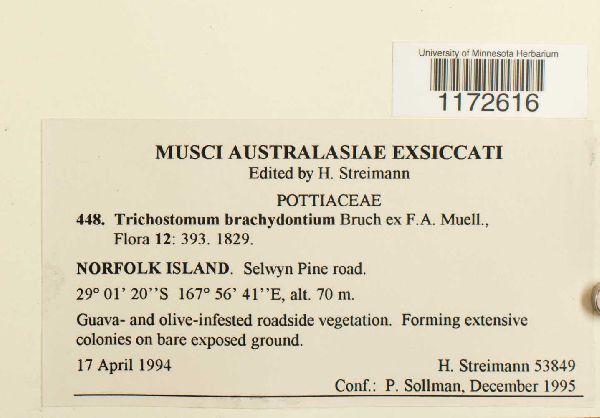 University of Minnesota Herbarium
1172616
MUSCI AUSTRALASIAE EXSICCATI
Edited by H. Streimann
POTTIACEAE
448. Trichostomum brachydontium Bruch ex F.A. Muell.,
Flora 12: 393. 1829.
NORFOLK ISLAND. Selwyn Pine road.
29° 01' 20''S 167° 56' 41''E, alt. 70 m.
Guava- and olive-infested roadside vegetation. Forming extensive
colonies on bare exposed ground.
17 April 1994 H. Streimann 53849
Conf.: P. Sollman, December 1995